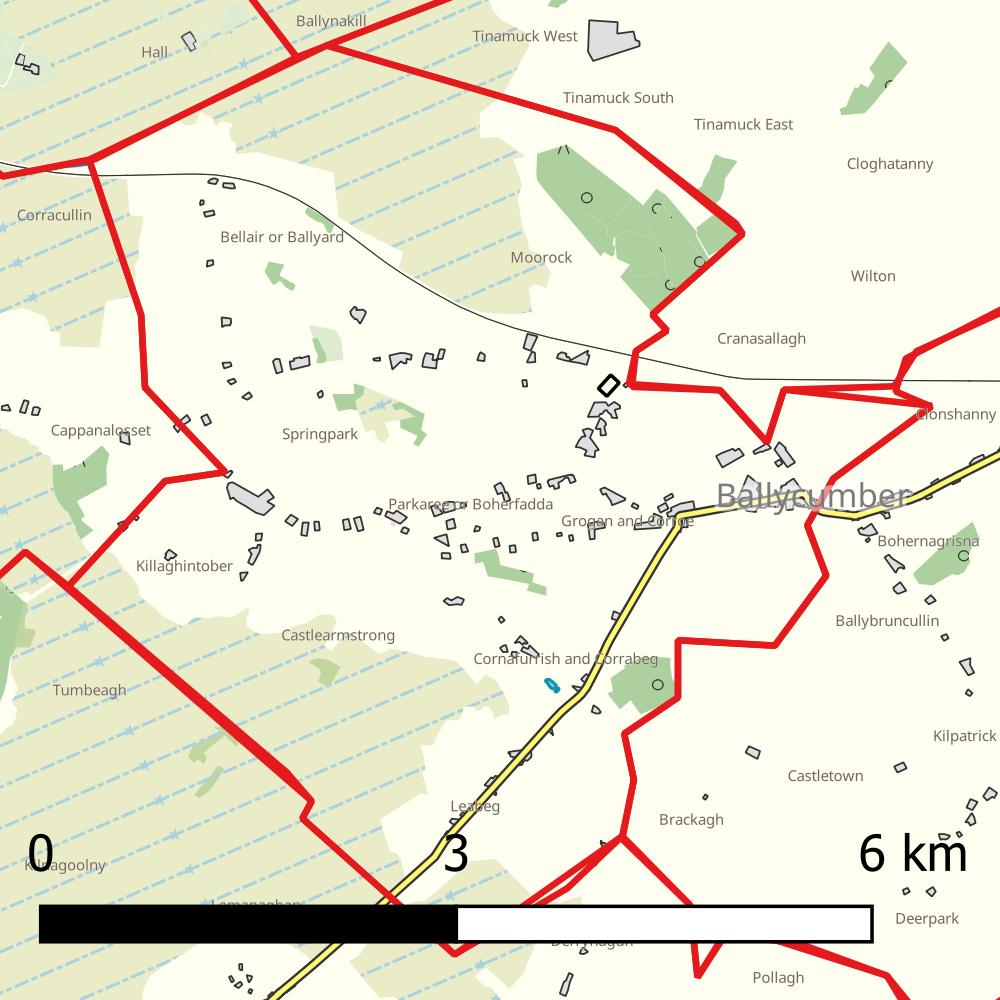 Ballynakill
Hall
Tinamuck West
Tinamuck South
Tinamuck East
Cloghatanny
Corracullin
Bellair or Ballyard
Moorock
Wilton
Cranasallagh
Clonshanny
Cappanalosset
Springpark
Ballycumber
Parkaree or Boherfadda
Grogan and Corroe
Bohernagrisna
Killaghintober
Ballybruncullin
Castlearmstrong
Cornafurrish and Corrabeg
Tumbeagh
Kilpatrick
Castletown
Leabeg
Brackagh
0 3 6 km
Kilnagoolny
Lemanaghan
Deerpark
Derrynagun
Pollagh